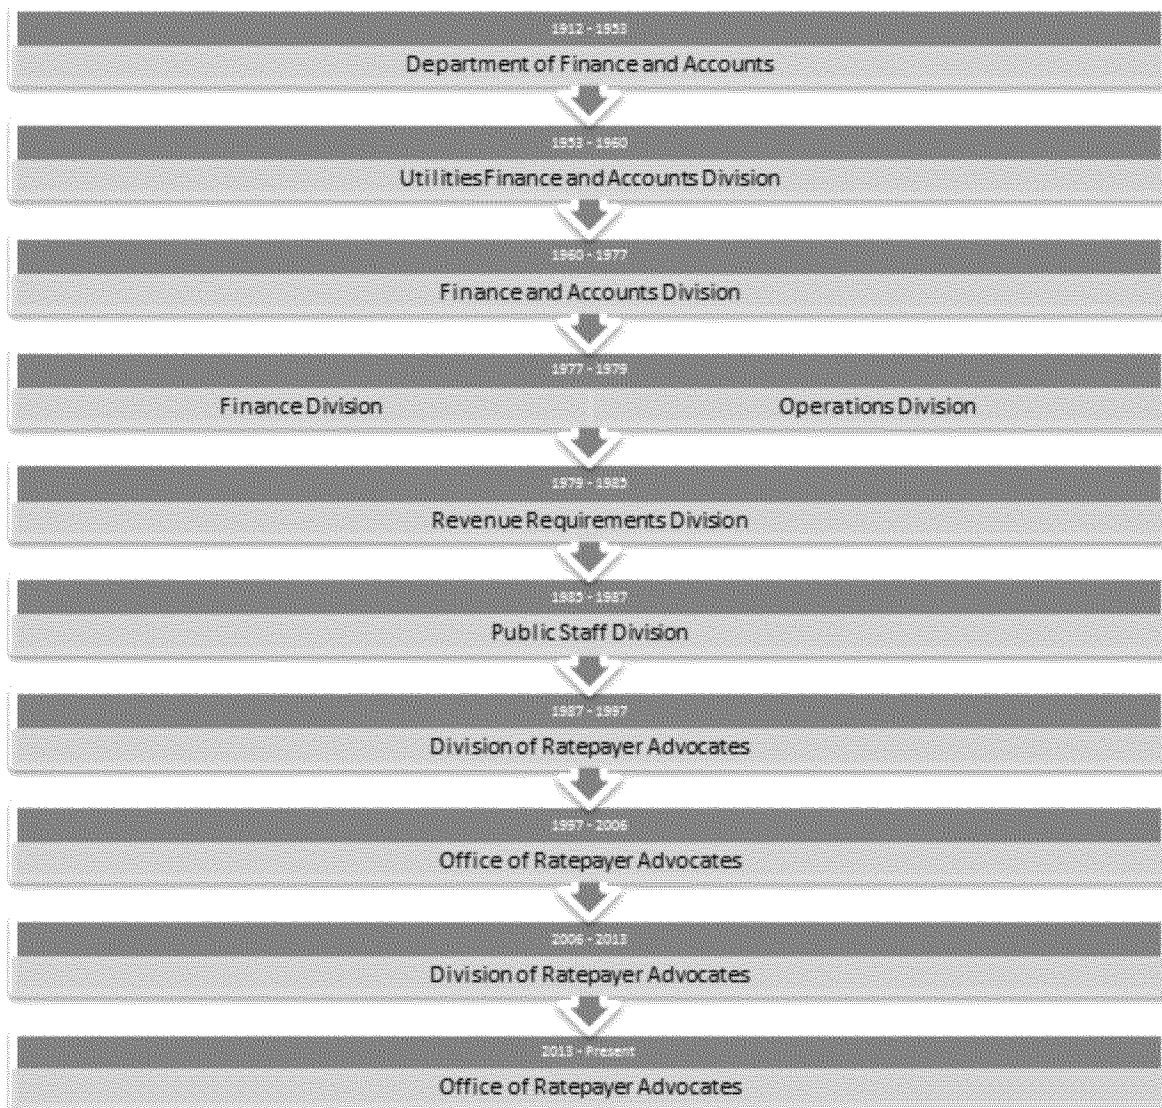 1912 - 1953
Department of Finance and Accounts
1953 - 1960
Utilities Finance and Accounts Division
1960 - 1977
Finance and Accounts Division
1977 - 1979
Finance Division Operations Division
1979 - 1985
Revenue Requirements Division
1985 - 1987
Public Staff Division
1987 - 1997
Division of Ratepayer Advocates
1997 - 2006
Office of Ratepayer Advocates
2006 - 2013
Division of Ratepayer Advocates
2013 - Present
Office of Ratepayer Advocates